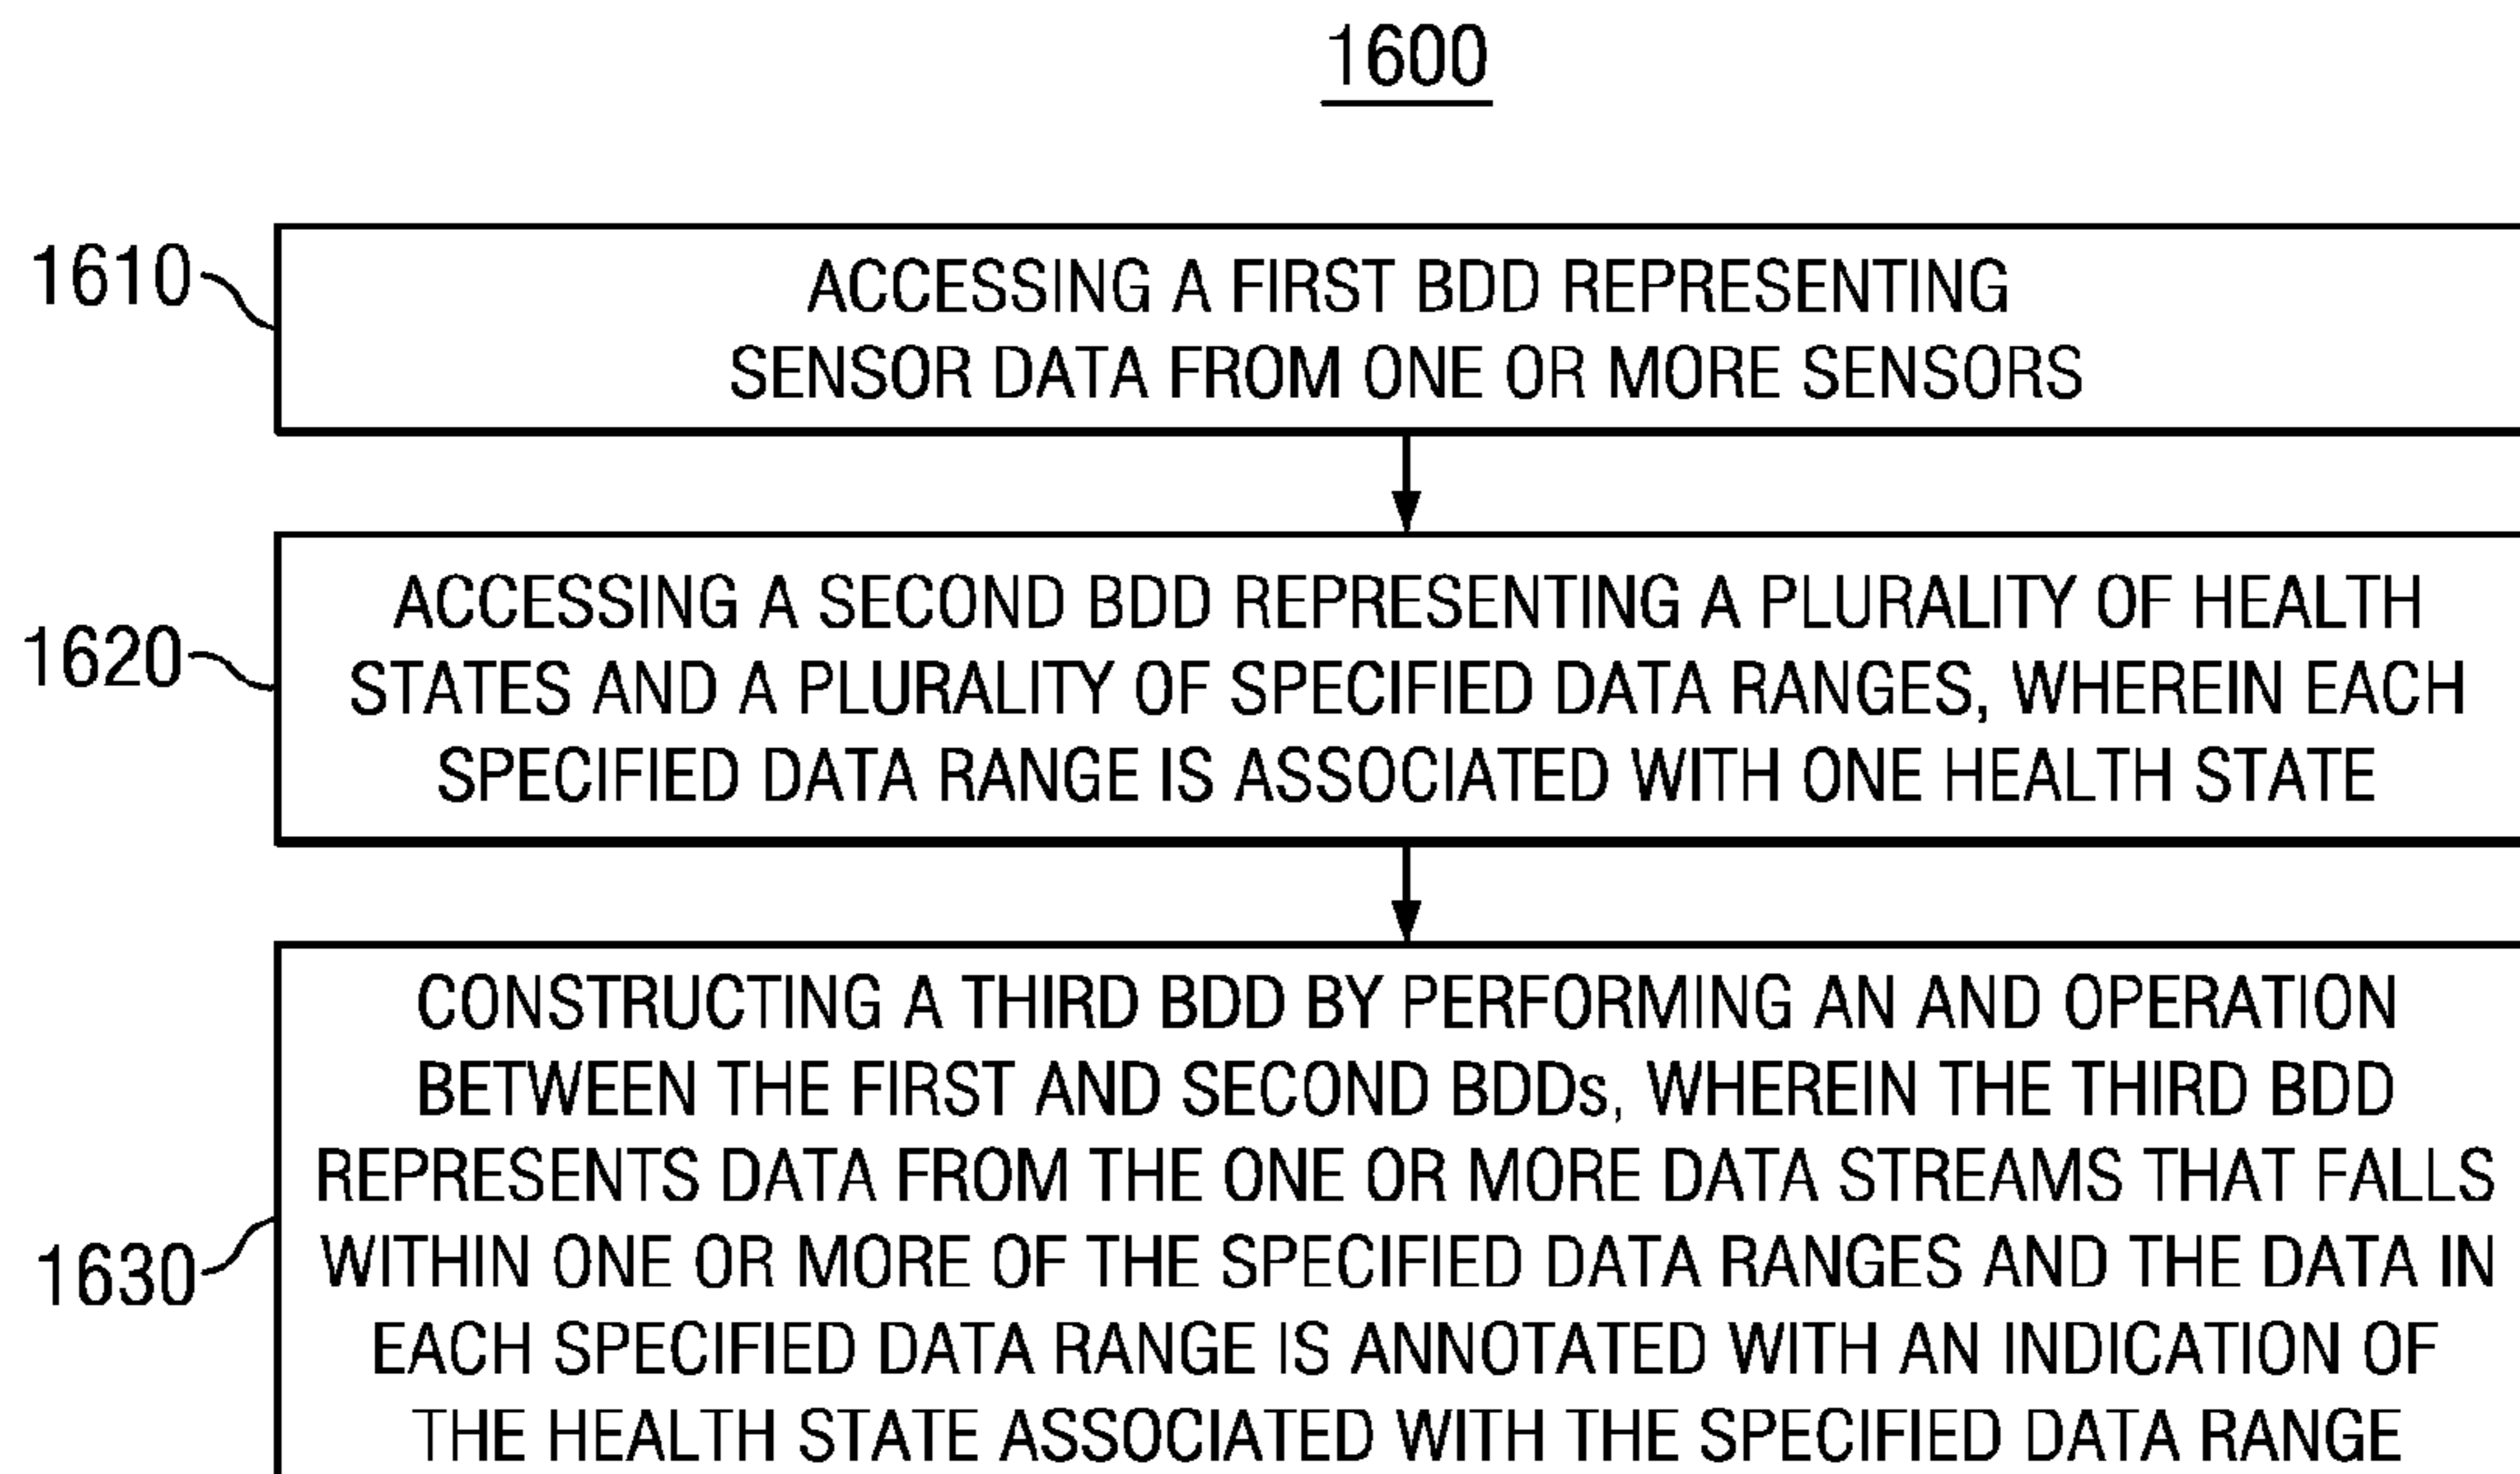 1600
1610
ACCESSING A FIRST BDD REPRESENTING
SENSOR DATA FROM ONE OR MORE SENSORS
1620
ACCESSING A SECOND BDD REPRESENTING A PLURALITY OF HEALTH
STATES AND A PLURALITY OF SPECIFIED DATA RANGES, WHEREIN EACH
SPECIFIED DATA RANGE IS ASSOCIATED WITH ONE HEALTH STATE
1630
CONSTRUCTING A THIRD BDD BY PERFORMING AN AND OPERATION
BETWEEN THE FIRST AND SECOND BDDs, WHEREIN THE THIRD BDD
REPRESENTS DATA FROM THE ONE OR MORE DATA STREAMS THAT FALLS
WITHIN ONE OR MORE OF THE SPECIFIED DATA RANGES AND THE DATA IN
EACH SPECIFIED DATA RANGE IS ANNOTATED WITH AN INDICATION OF
THE HEALTH STATE ASSOCIATED WITH THE SPECIFIED DATA RANGE